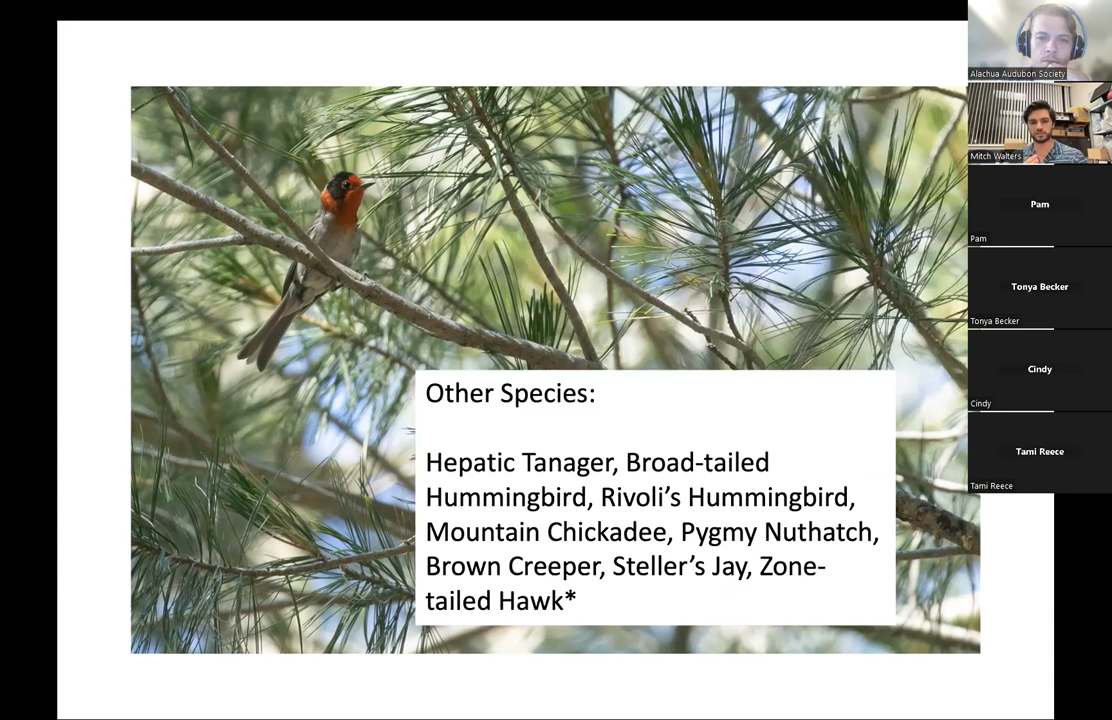 Other Species:
Hepatic Tanager, Broad-tailed
Hummingbird, Rivoli’s Hummingbird,
Mountain Chickadee, Pygmy Nuthatch,
Brown Creeper, Steller’s Jay, Zone-
tailed Hawk*
Alachua Audubon Society
Mitch Walters
Pam
Pam
Tonya Becker
Tonya Becker
Cindy
Cindy
Tami Reece
Tami Reece